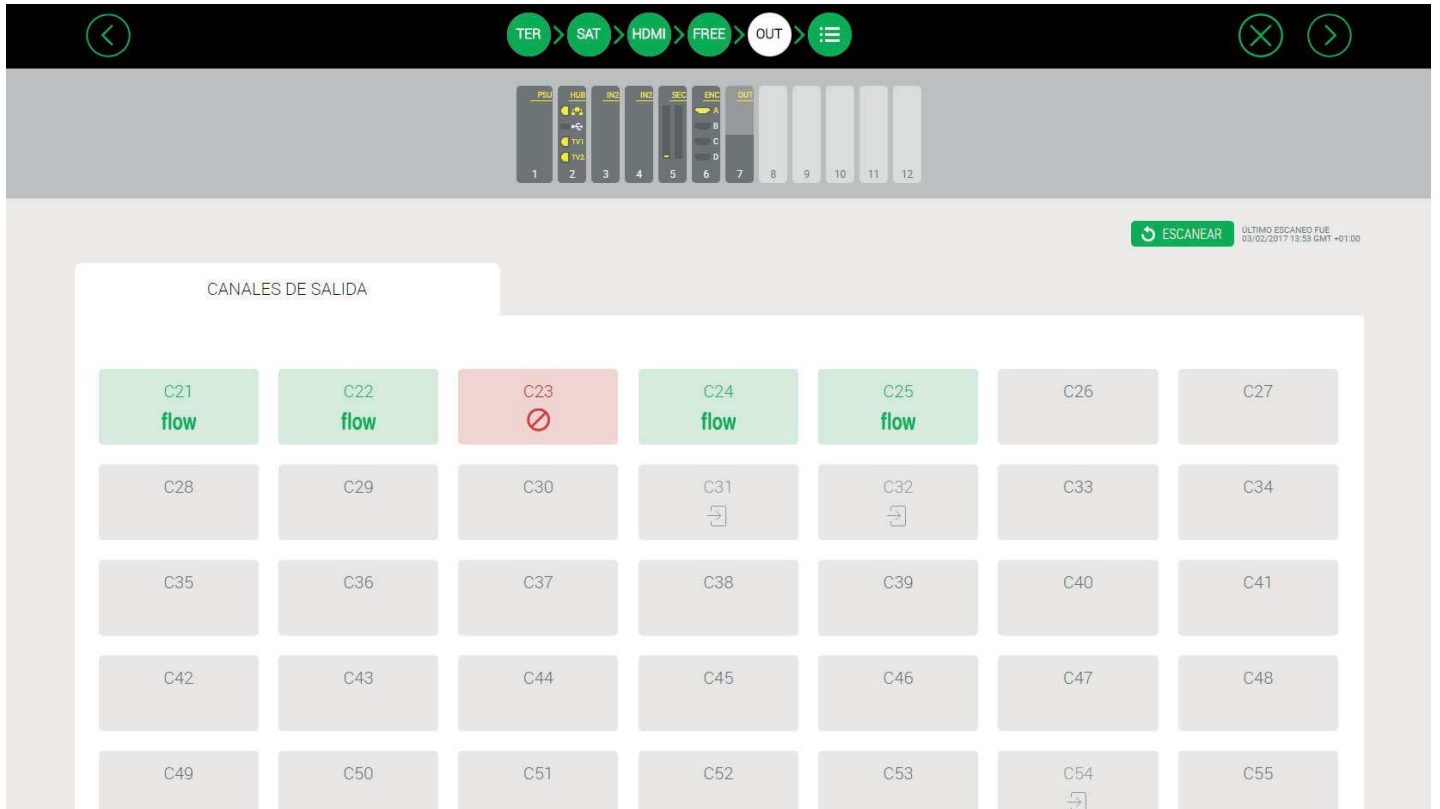 TER SAT HDMI FREE OUT
PSU HUB IN2 IN2 SEC ENC OUT
A
B
TV1 C
TV2 D
1 2 3 4 5 6 7 8 9 10 11 12
ESCANEAR
ÚLTIMO ESCANEO FUE
03/02/2017 13:53 GMT +01:00
CANALES DE SALIDA
C21 C22 C23 C24 C25 C26 C27
flow flow flow flow
C28 C29 C30 C31 C32 C33 C34
C35 C36 C37 C38 C39 C40 C41
C42 C43 C44 C45 C46 C47 C48
C49 C50 C51 C52 C53 C54 C55